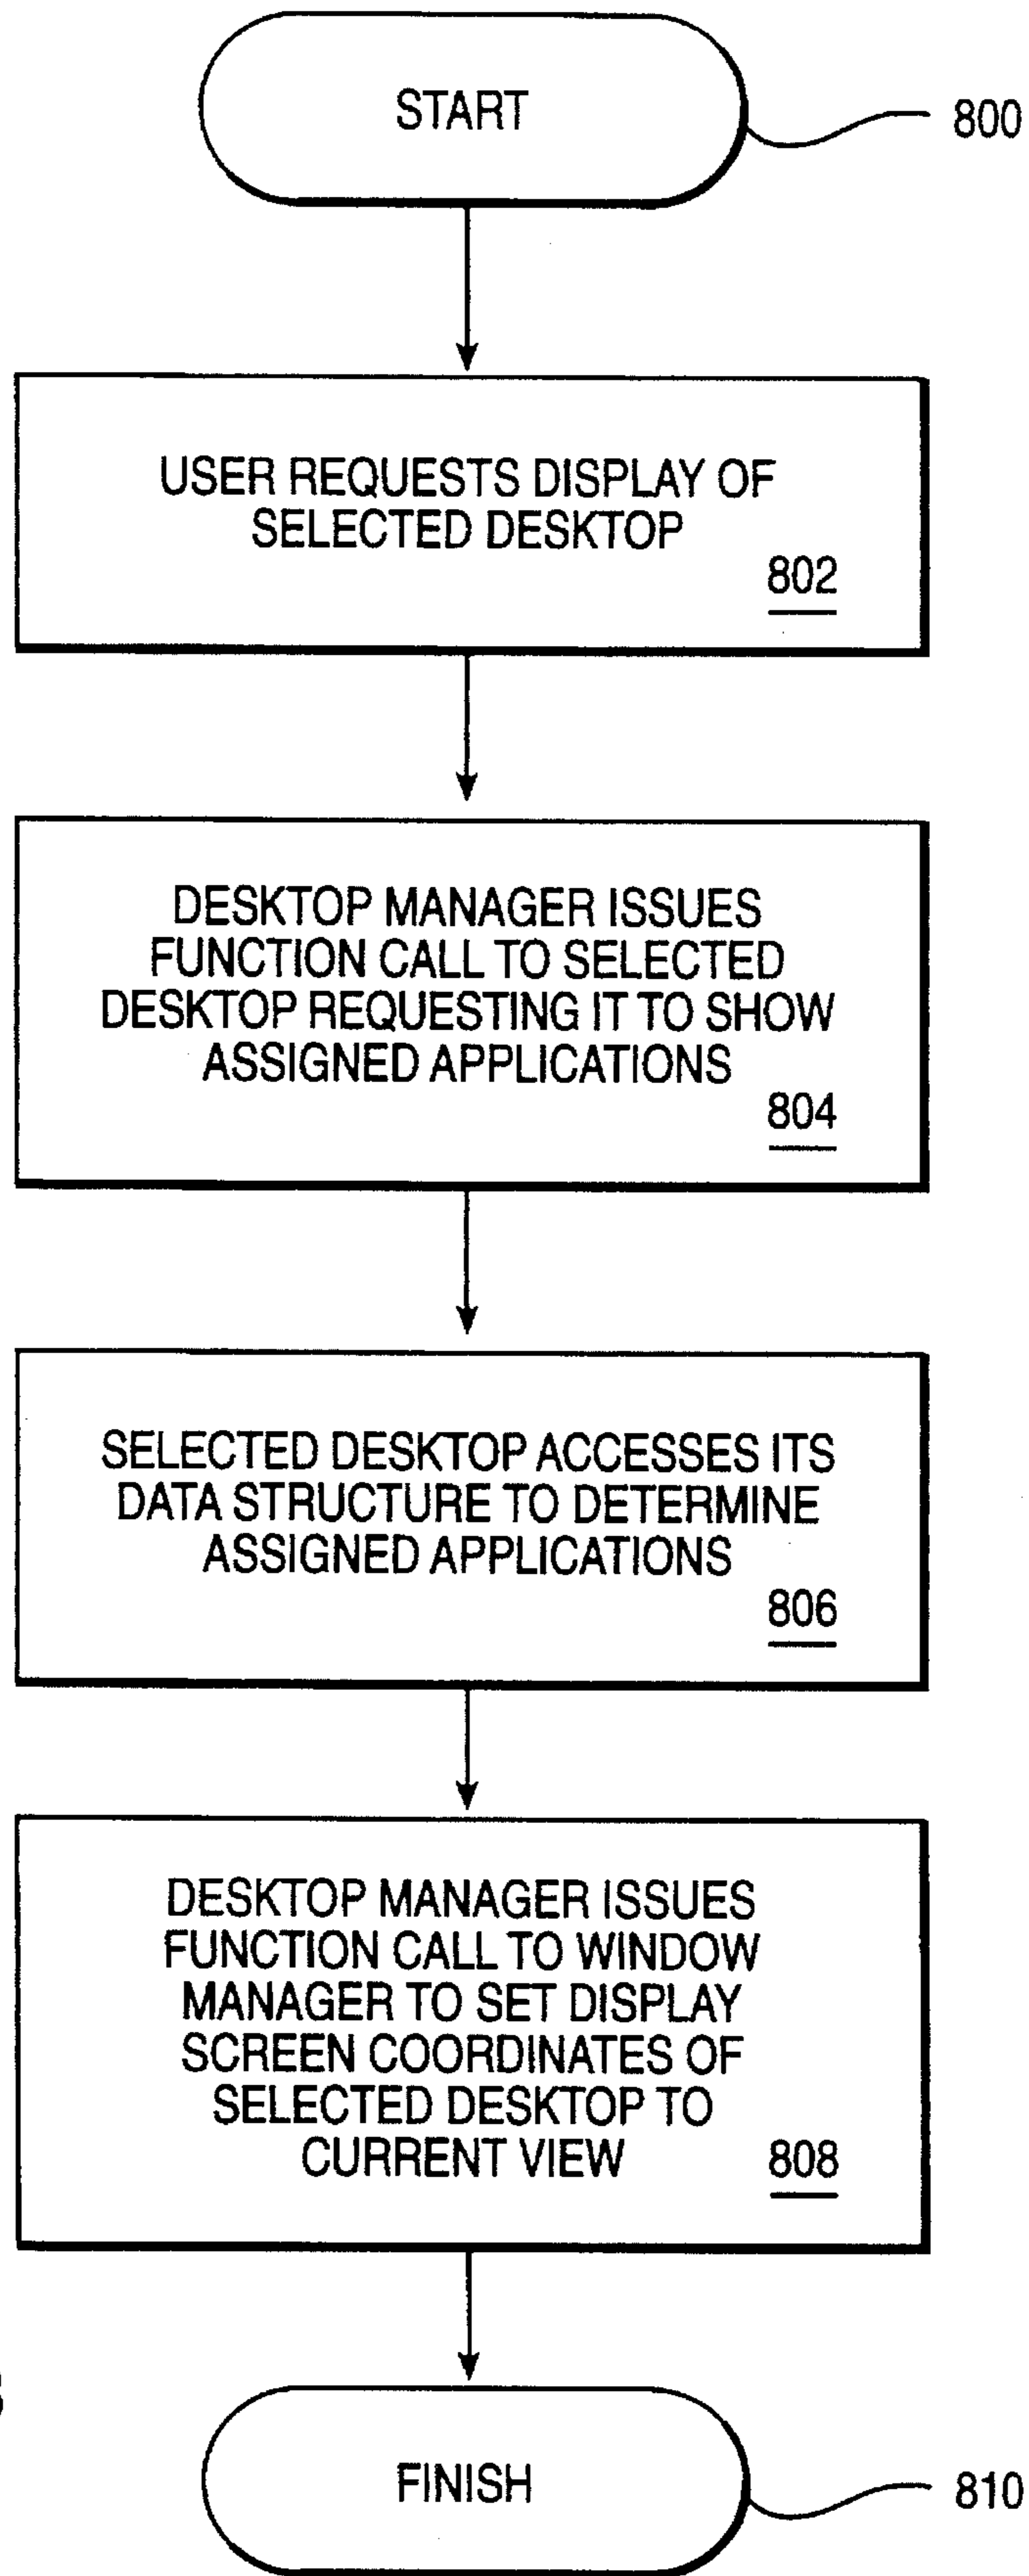 START
800
USER REQUESTS DISPLAY OF
SELECTED DESKTOP
802
DESKTOP MANAGER ISSUES
FUNCTION CALL TO SELECTED
DESKTOP REQUESTING IT TO SHOW
ASSIGNED APPLICATIONS
804
SELECTED DESKTOP ACCESSES ITS
DATA STRUCTURE TO DETERMINE
ASSIGNED APPLICATIONS
806
DESKTOP MANAGER ISSUES
FUNCTION CALL TO WINDOW
MANAGER TO SET DISPLAY
SCREEN COORDINATES OF
SELECTED DESKTOP TO
CURRENT VIEW
808
FINISH
810